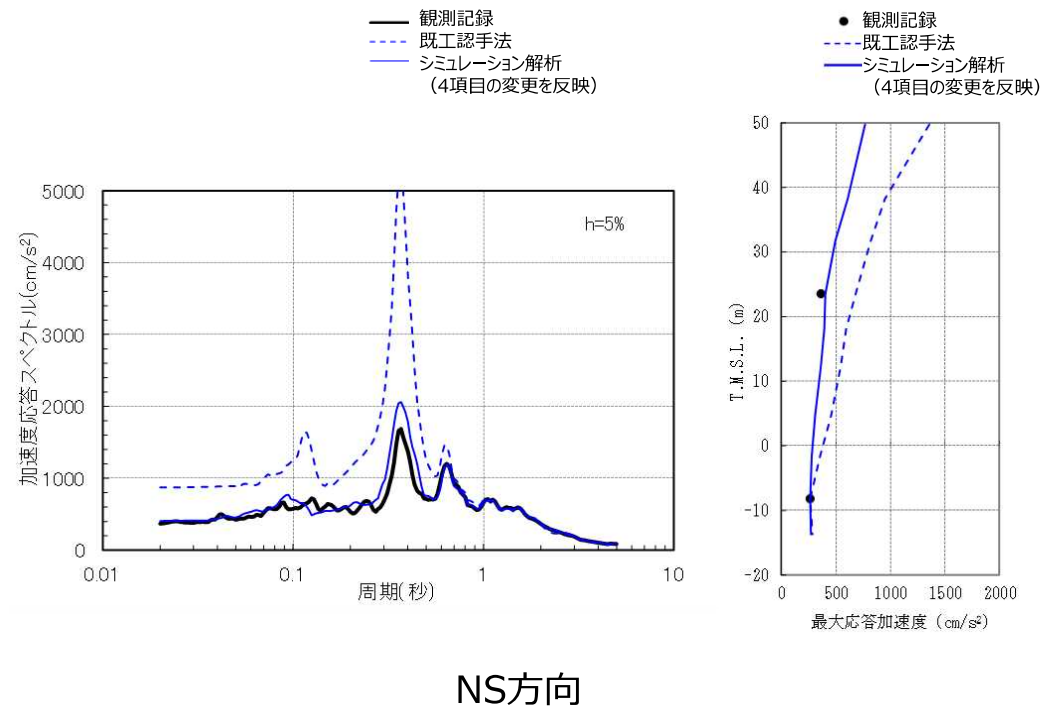 観測記録
既工認手法
シミュレーション解析
（4項目の変更を反映）
観測記録
既工認手法
シミュレーション解析
（4項目の変更を反映）
加速度応答スペクトル(cm/s²)
5000
4000
3000
2000
1000
0
h=5%
0.01
0.1
1
10
周期(秒)
T.M.S.L. (m)
50
40
30
20
10
0
-10
-20
0
500
1000
1500
2000
最大応答加速度 (cm/s²)
NS方向